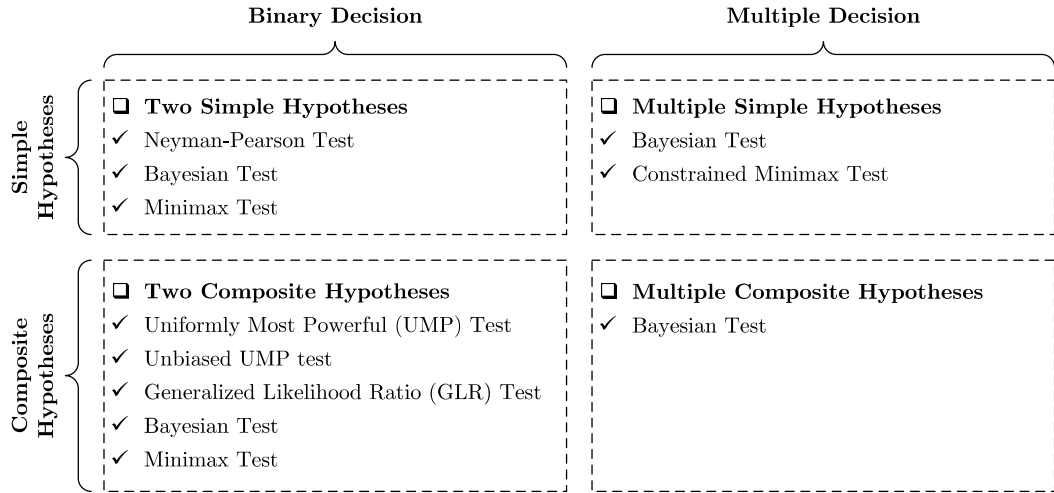 Binary Decision
Multiple Decision
Simple
Hypotheses
Two Simple Hypotheses
Neyman-Pearson Test
Bayesian Test
Minimax Test
Multiple Simple Hypotheses
Bayesian Test
Constrained Minimax Test
Composite
Hypotheses
Two Composite Hypotheses
Uniformly Most Powerful (UMP) Test
Unbiased UMP test
Generalized Likelihood Ratio (GLR) Test
Bayesian Test
Minimax Test
Multiple Composite Hypotheses
Bayesian Test